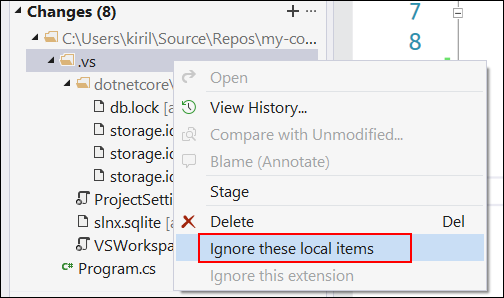 Changes
C:\Users\kiril\Source\Repos\my-co...
.vs
dotnetcore\
db.lock [a
storage.id
storage.id
storage.id
ProjectSetti
slnx.sqlite [a
VSWorkspa
Program.cs
Open
View History...
Compare with Unmodified...
Blame (Annotate)
Stage
Delete Del
Ignore these local items
Ignore this extension
7
8